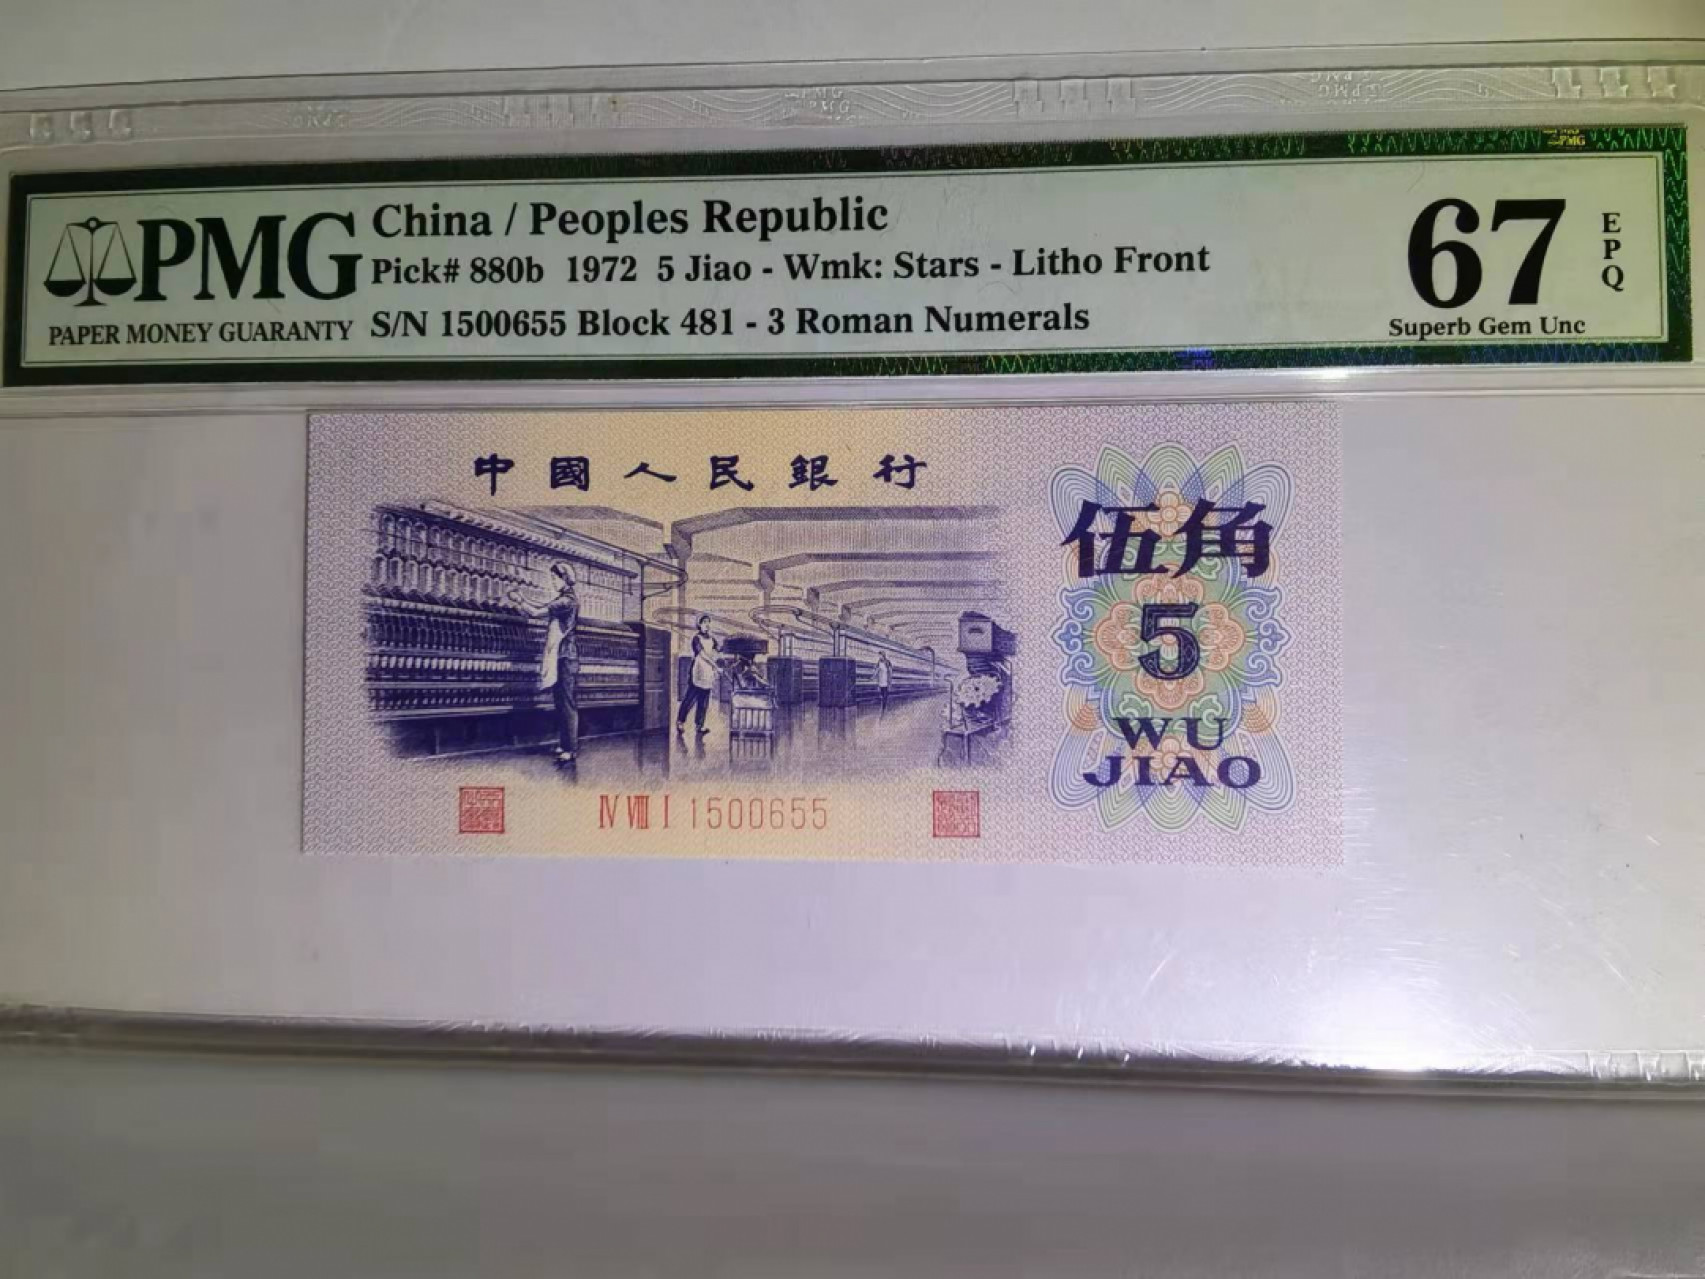 PMG
PAPER MONEY GUARANTY
China / Peoples Republic
Pick# 880b 1972 5 Jiao - Wmk: Stars - Litho Front
S/N 1500655 Block 481 - 3 Roman Numerals
67
EPQ
Superb Gem Unc
中國人民銀行
伍角
5
WU
JIAO
IV VIII I 1500655